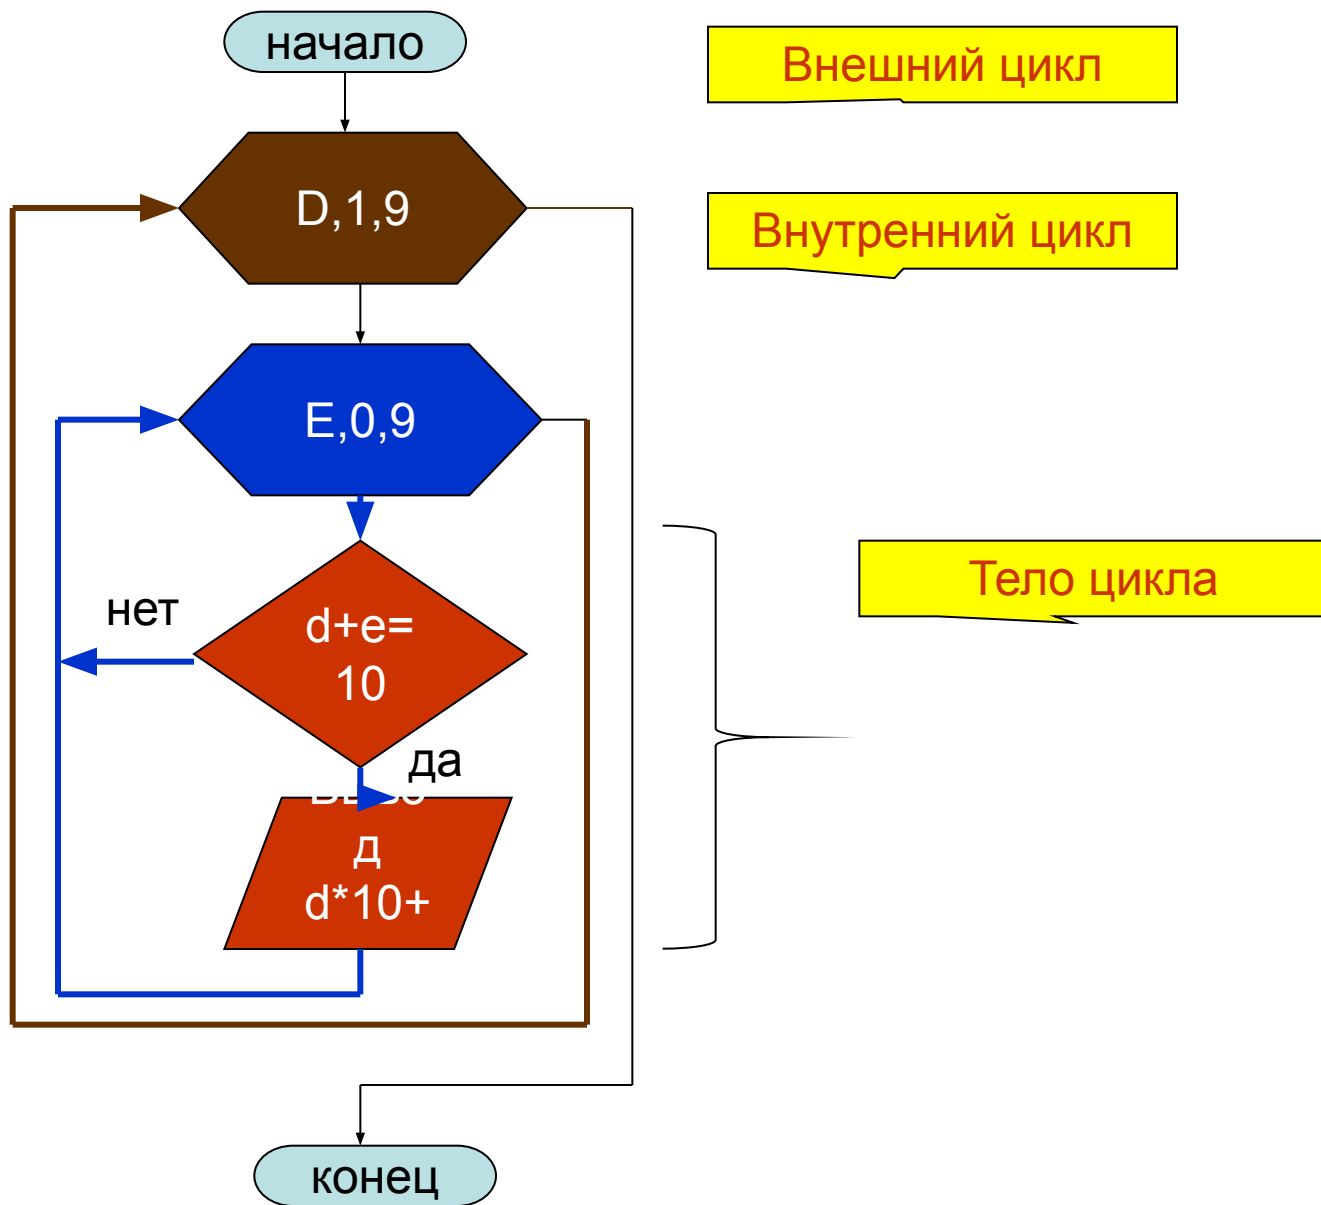 начало
Внешний цикл
D,1,9
Внутренний цикл
E,0,9
Тело цикла
нет
d+e=
10
да
д
d*10+
конец